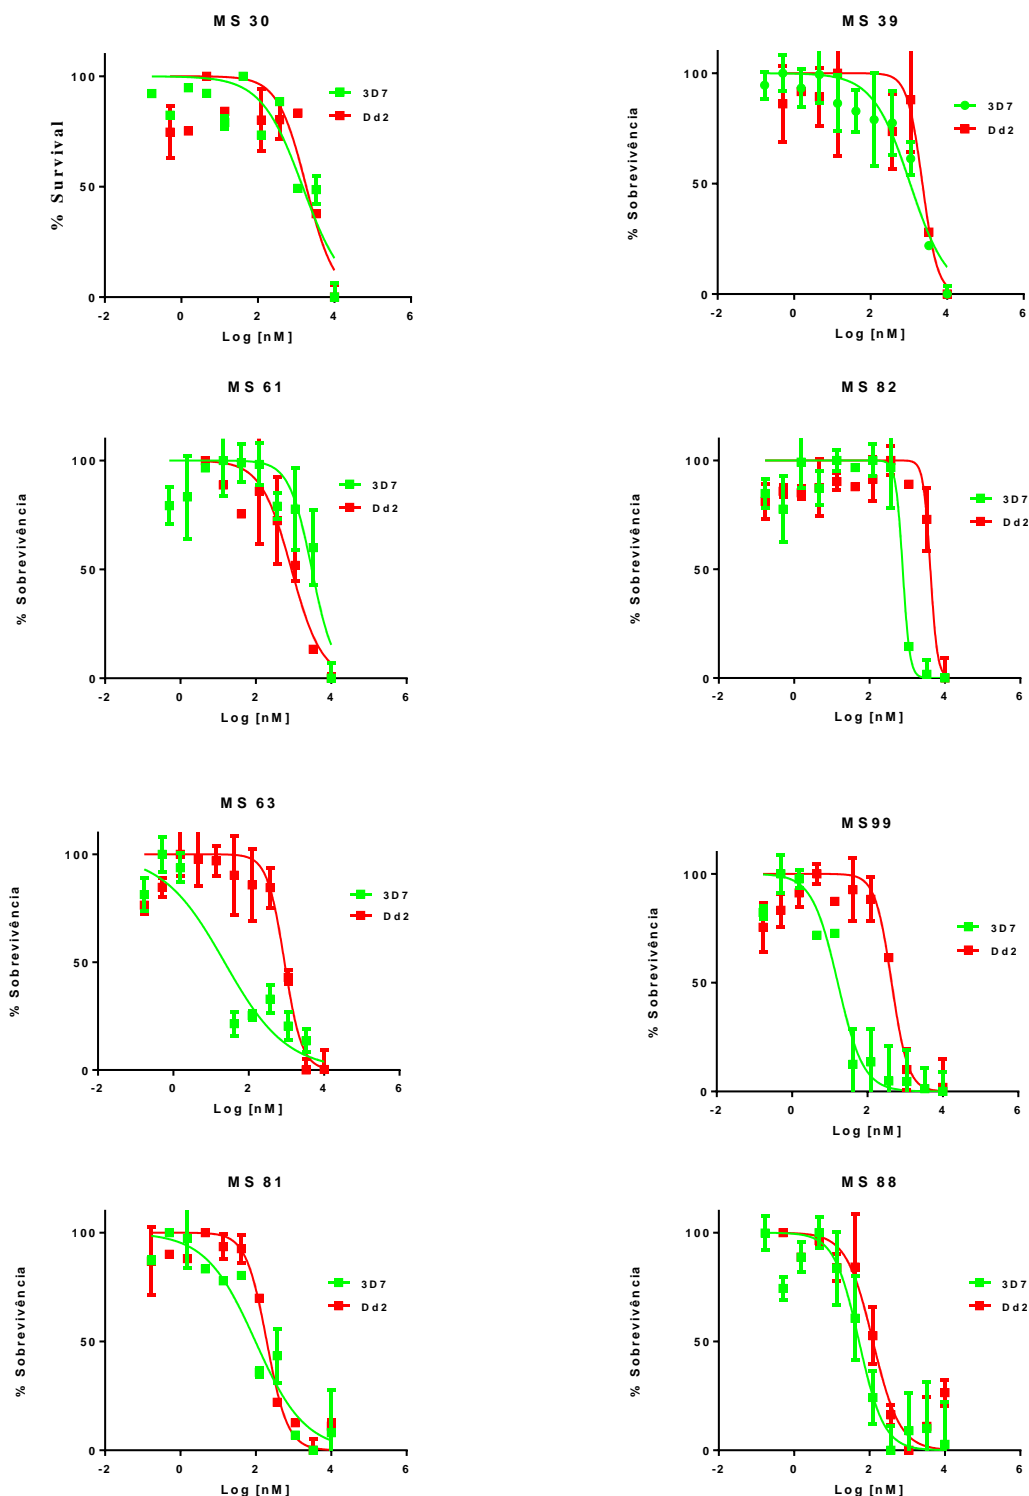 MS 30
% Survival
100
50
0
-2 0 2 4 6
Log [nM]
3D7
Dd2
MS 39
% Sobrevivência
100
50
0
-2 0 2 4 6
Log [nM]
3D7
Dd2
MS 61
% Sobrevivência
100
50
0
-2 0 2 4 6
Log [nM]
3D7
Dd2
MS 82
% Sobrevivência
100
50
0
-2 0 2 4 6
Log [nM]
3D7
Dd2
MS 63
% Sobrevivência
100
50
0
-2 0 2 4 6
Log [nM]
3D7
Dd2
MS99
% Sobrevivência
100
50
0
-2 0 2 4 6
Log [nM]
3D7
Dd2
MS 81
% Sobrevivência
100
50
0
-2 0 2 4 6
Log [nM]
3D7
Dd2
MS 88
% Sobrevivência
100
50
0
-2 0 2 4 6
Log [nM]
3D7
Dd2